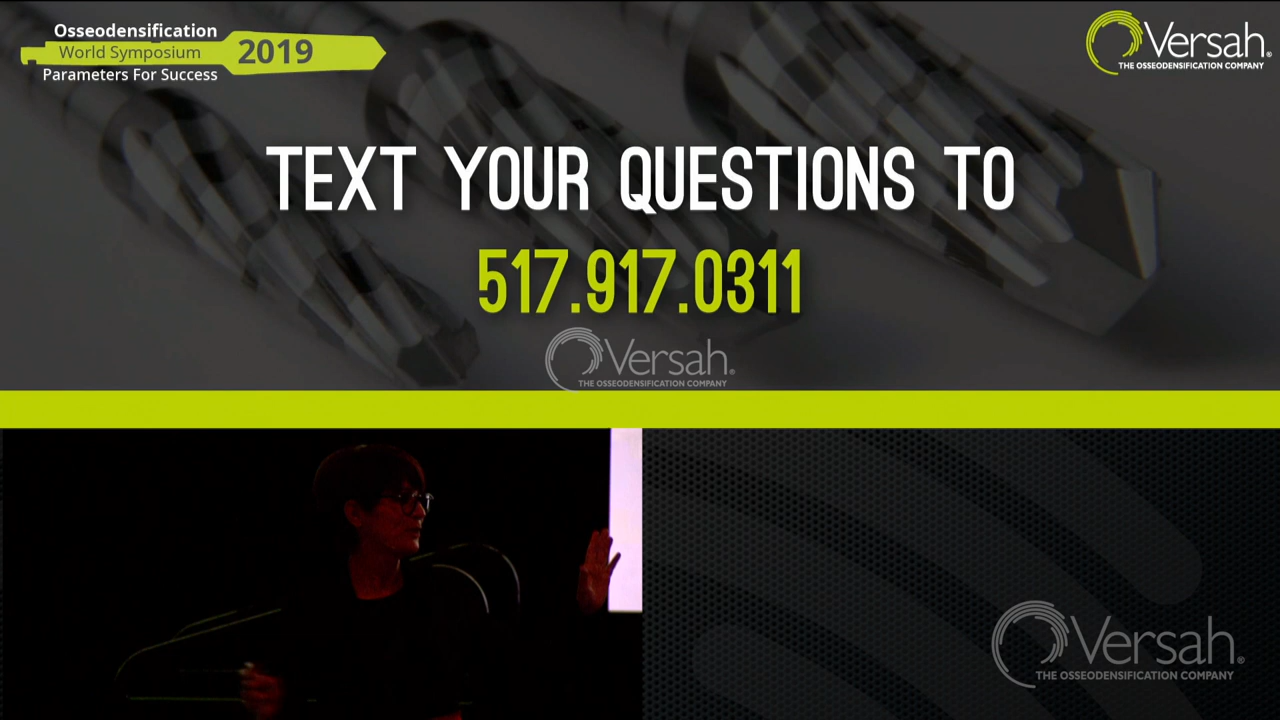 Osseodensification
World Symposium
Parameters For Success
2019
Versah®
THE OSSEODENSIFICATION COMPANY
TEXT YOUR QUESTIONS TO
517.917.0311
Versah®
THE OSSEODENSIFICATION COMPANY
Versah®
THE OSSEODENSIFICATION COMPANY